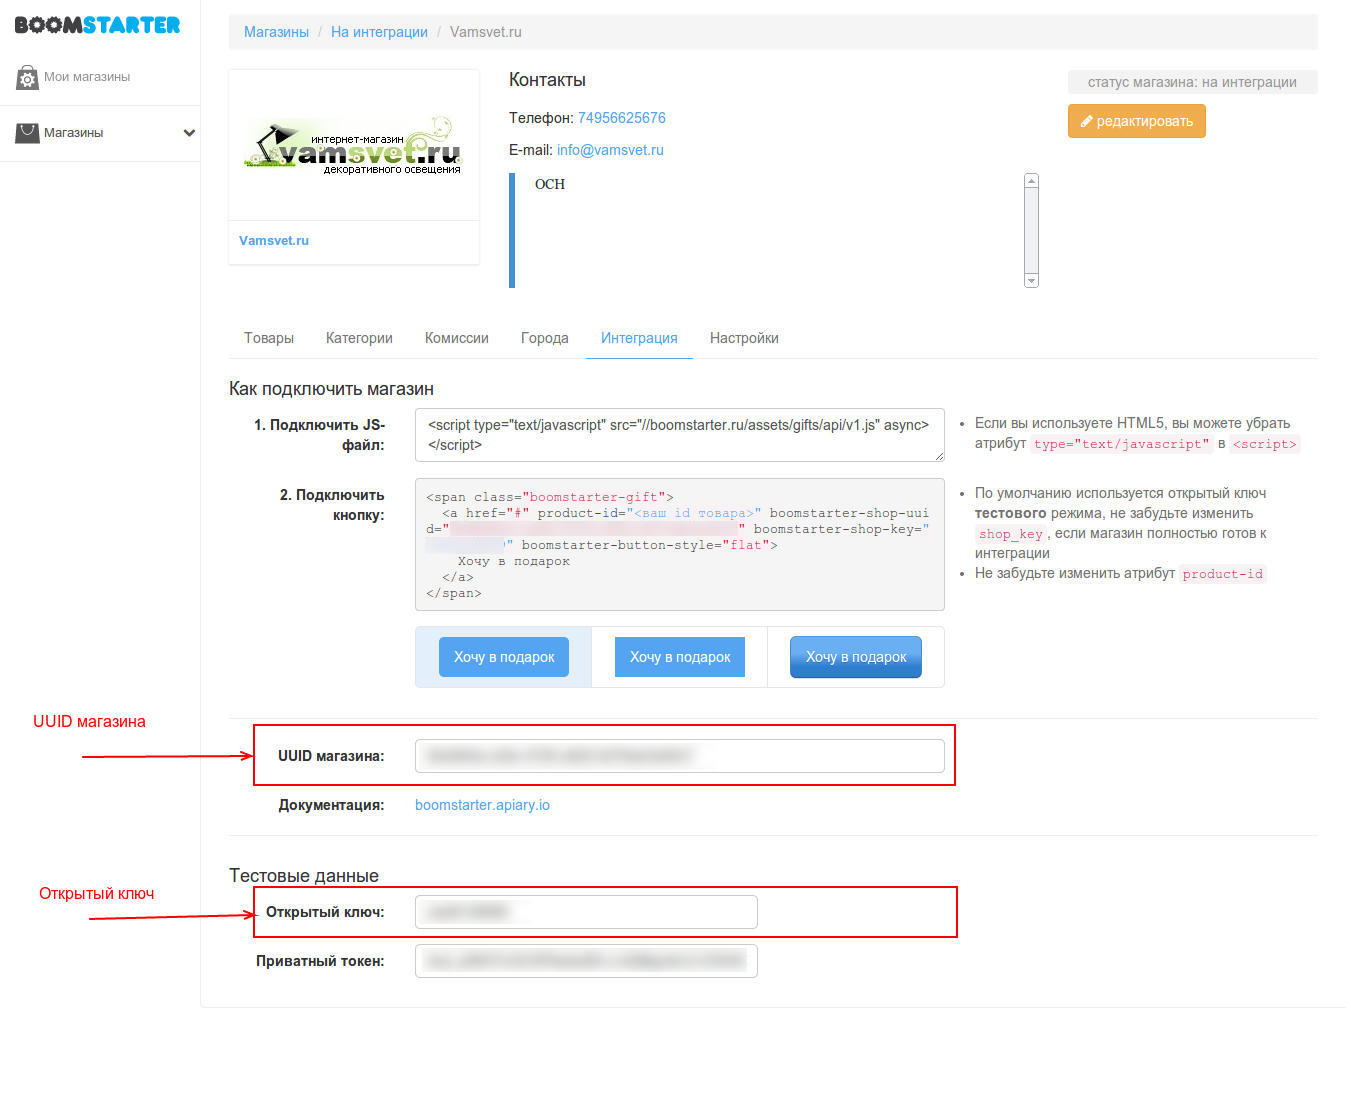 BOOMSTARTER
Мои магазины
Магазины
Магазины / На интеграции / Vamsvet.ru
интернет-магазин
vamsvet.ru
декоративного освещения
Vamsvet.ru
Контакты
Телефон: 74956625676
E-mail: info@vamsvet.ru
ОСН
статус магазина: на интеграции
редактировать
Товары Категории Комиссии Города Интеграция Настройки
Как подключить магазин
1. Подключить JS-
файл:
<script type="text/javascript" src="//boomstarter.ru/assets/gifts/api/v1.js" async>
</script>
• Если вы используете HTML5, вы можете убрать
атрибут type="text/javascript" в <script>
2. Подключить
кнопку:
<span class="boomstarter-gift">
<a href="#" product-id="<ваш id товара>" boomstarter-shop-uui
d="" boomstarter-shop-key="
" boomstarter-button-style="flat">
Хочу в подарок
</a>
</span>
• По умолчанию используется открытый ключ
тестового режима, не забудьте изменить
shop_key, если магазин полностью готов к
интеграции
• Не забудьте изменить атрибут product-id
Хочу в подарок Хочу в подарок Хочу в подарок
UUID магазина
UUID магазина:
Документация: boomstarter.apiary.io
Тестовые данные
Открытый ключ
Открытый ключ:
Приватный токен: